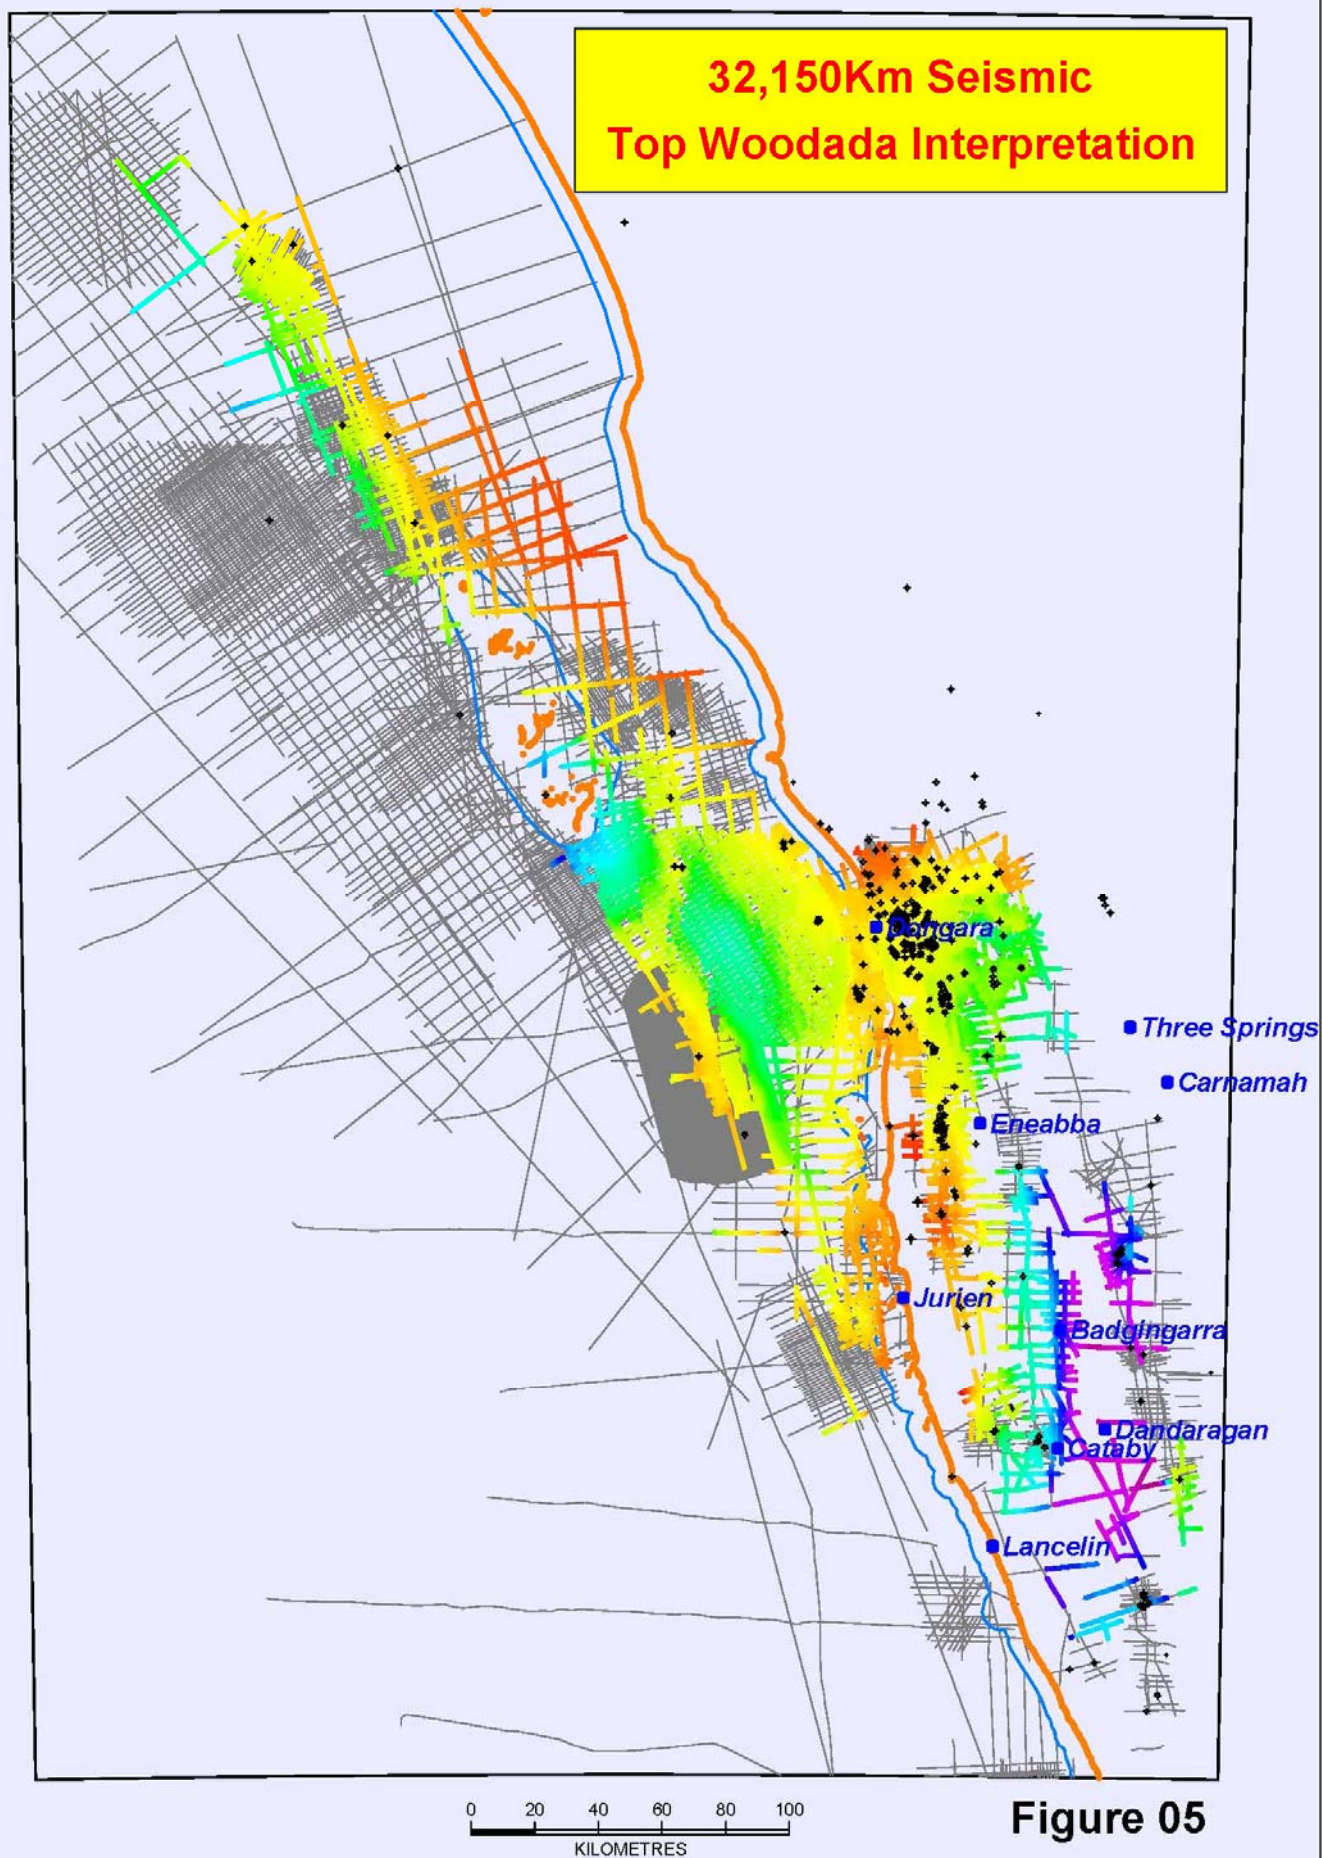 32,150Km Seismic
Top Woodada Interpretation
Dongara
Three Springs
Carnamah
Eneabba
Jurien
Badgingarra
Dandaragan
Cataby
Lancelin
0 20 40 60 80 100
KILOMETRES
Figure 05